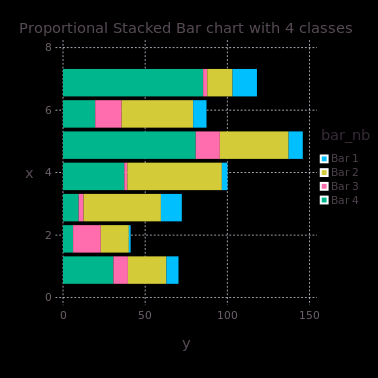 Proportional Stacked Bar chart with 4 classes
8
6
4
2
0
x
0 50 100 150
y
bar_nb
Bar 1
Bar 2
Bar 3
Bar 4